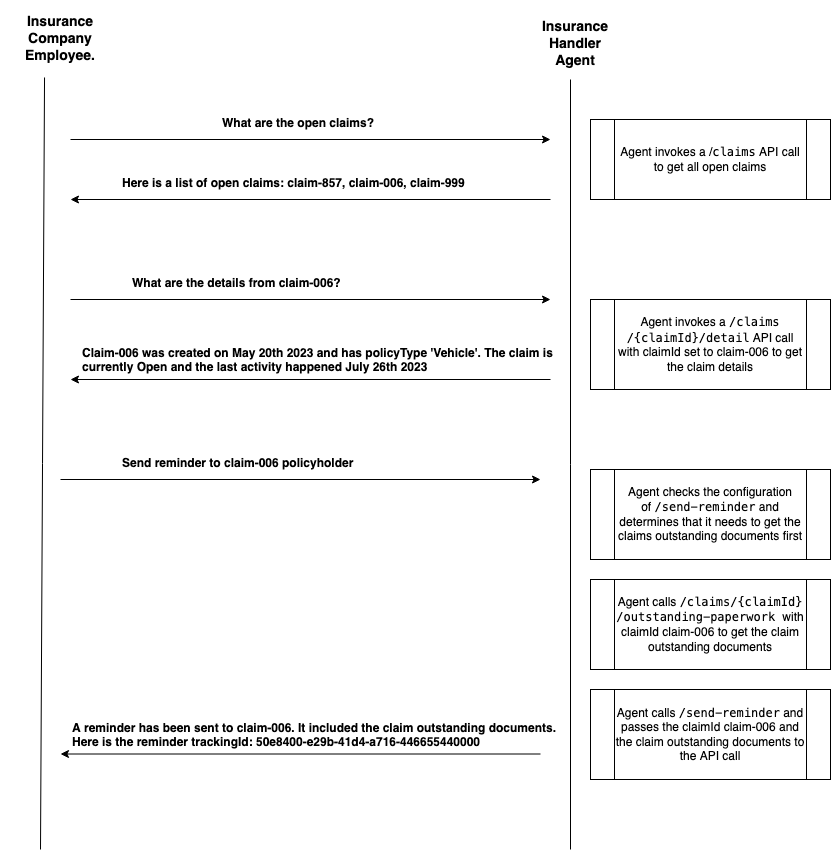 Insurance
Company
Employee.
Insurance
Handler
Agent
What are the open claims?
Agent invokes a /claims API call
to get all open claims
Here is a list of open claims: claim-857, claim-006, claim-999
What are the details from claim-006?
Agent invokes a /claims
/{claimId}/detail API call
with claimId set to claim-006 to get
the claim details
Claim-006 was created on May 20th 2023 and has policyType 'Vehicle'. The claim is
currently Open and the last activity happened July 26th 2023
Send reminder to claim-006 policyholder
Agent checks the configuration
of /send-reminder and
determines that it needs to get the
claims outstanding documents first
Agent calls /claims/{claimId}
/outstanding-paperwork with
claimId claim-006 to get the claim
outstanding documents
Agent calls /send-reminder and
passes the claimId claim-006 and
the claim outstanding documents to
the API call
A reminder has been sent to claim-006. It included the claim outstanding documents.
Here is the reminder trackingId: 50e8400-e29b-41d4-a716-446655440000